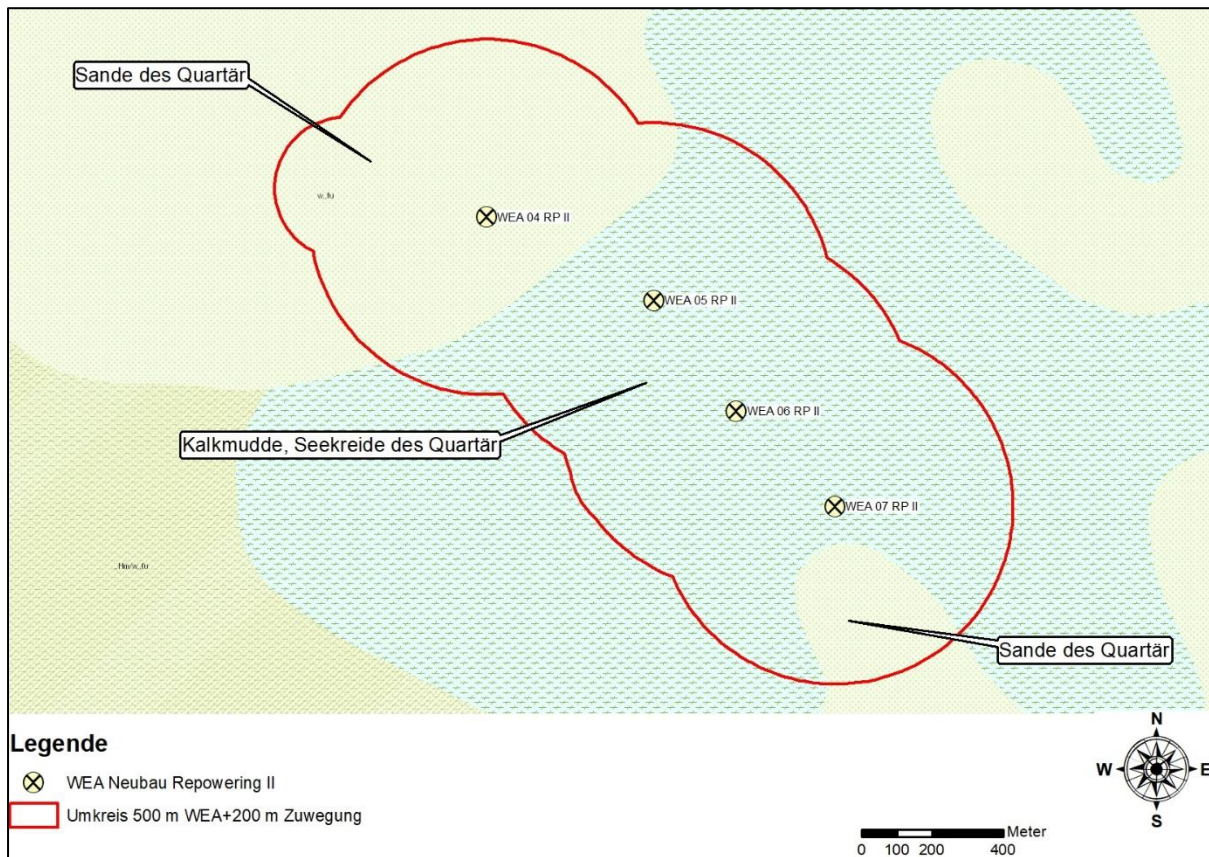 Sande des Quartär
w,,fu
WEA 04 RP II
WEA 05 RP II
WEA 06 RP II
Kalkmudde, Seekreide des Quartär
WEA 07 RP II
Sande des Quartär
Legende
WEA Neubau Repowering II
Umkreis 500 m WEA+200 m Zuwegung
N
W
E
S
Meter
0 100 200 400